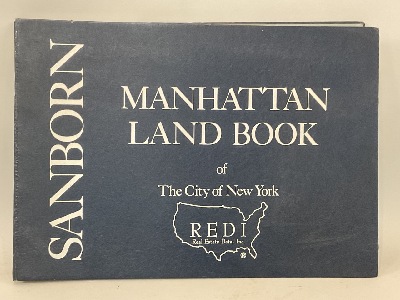 SANBORN
MANHATTAN
LAND BOOK
of
The City of New York
REDI
Real Estate Data, Inc.
®